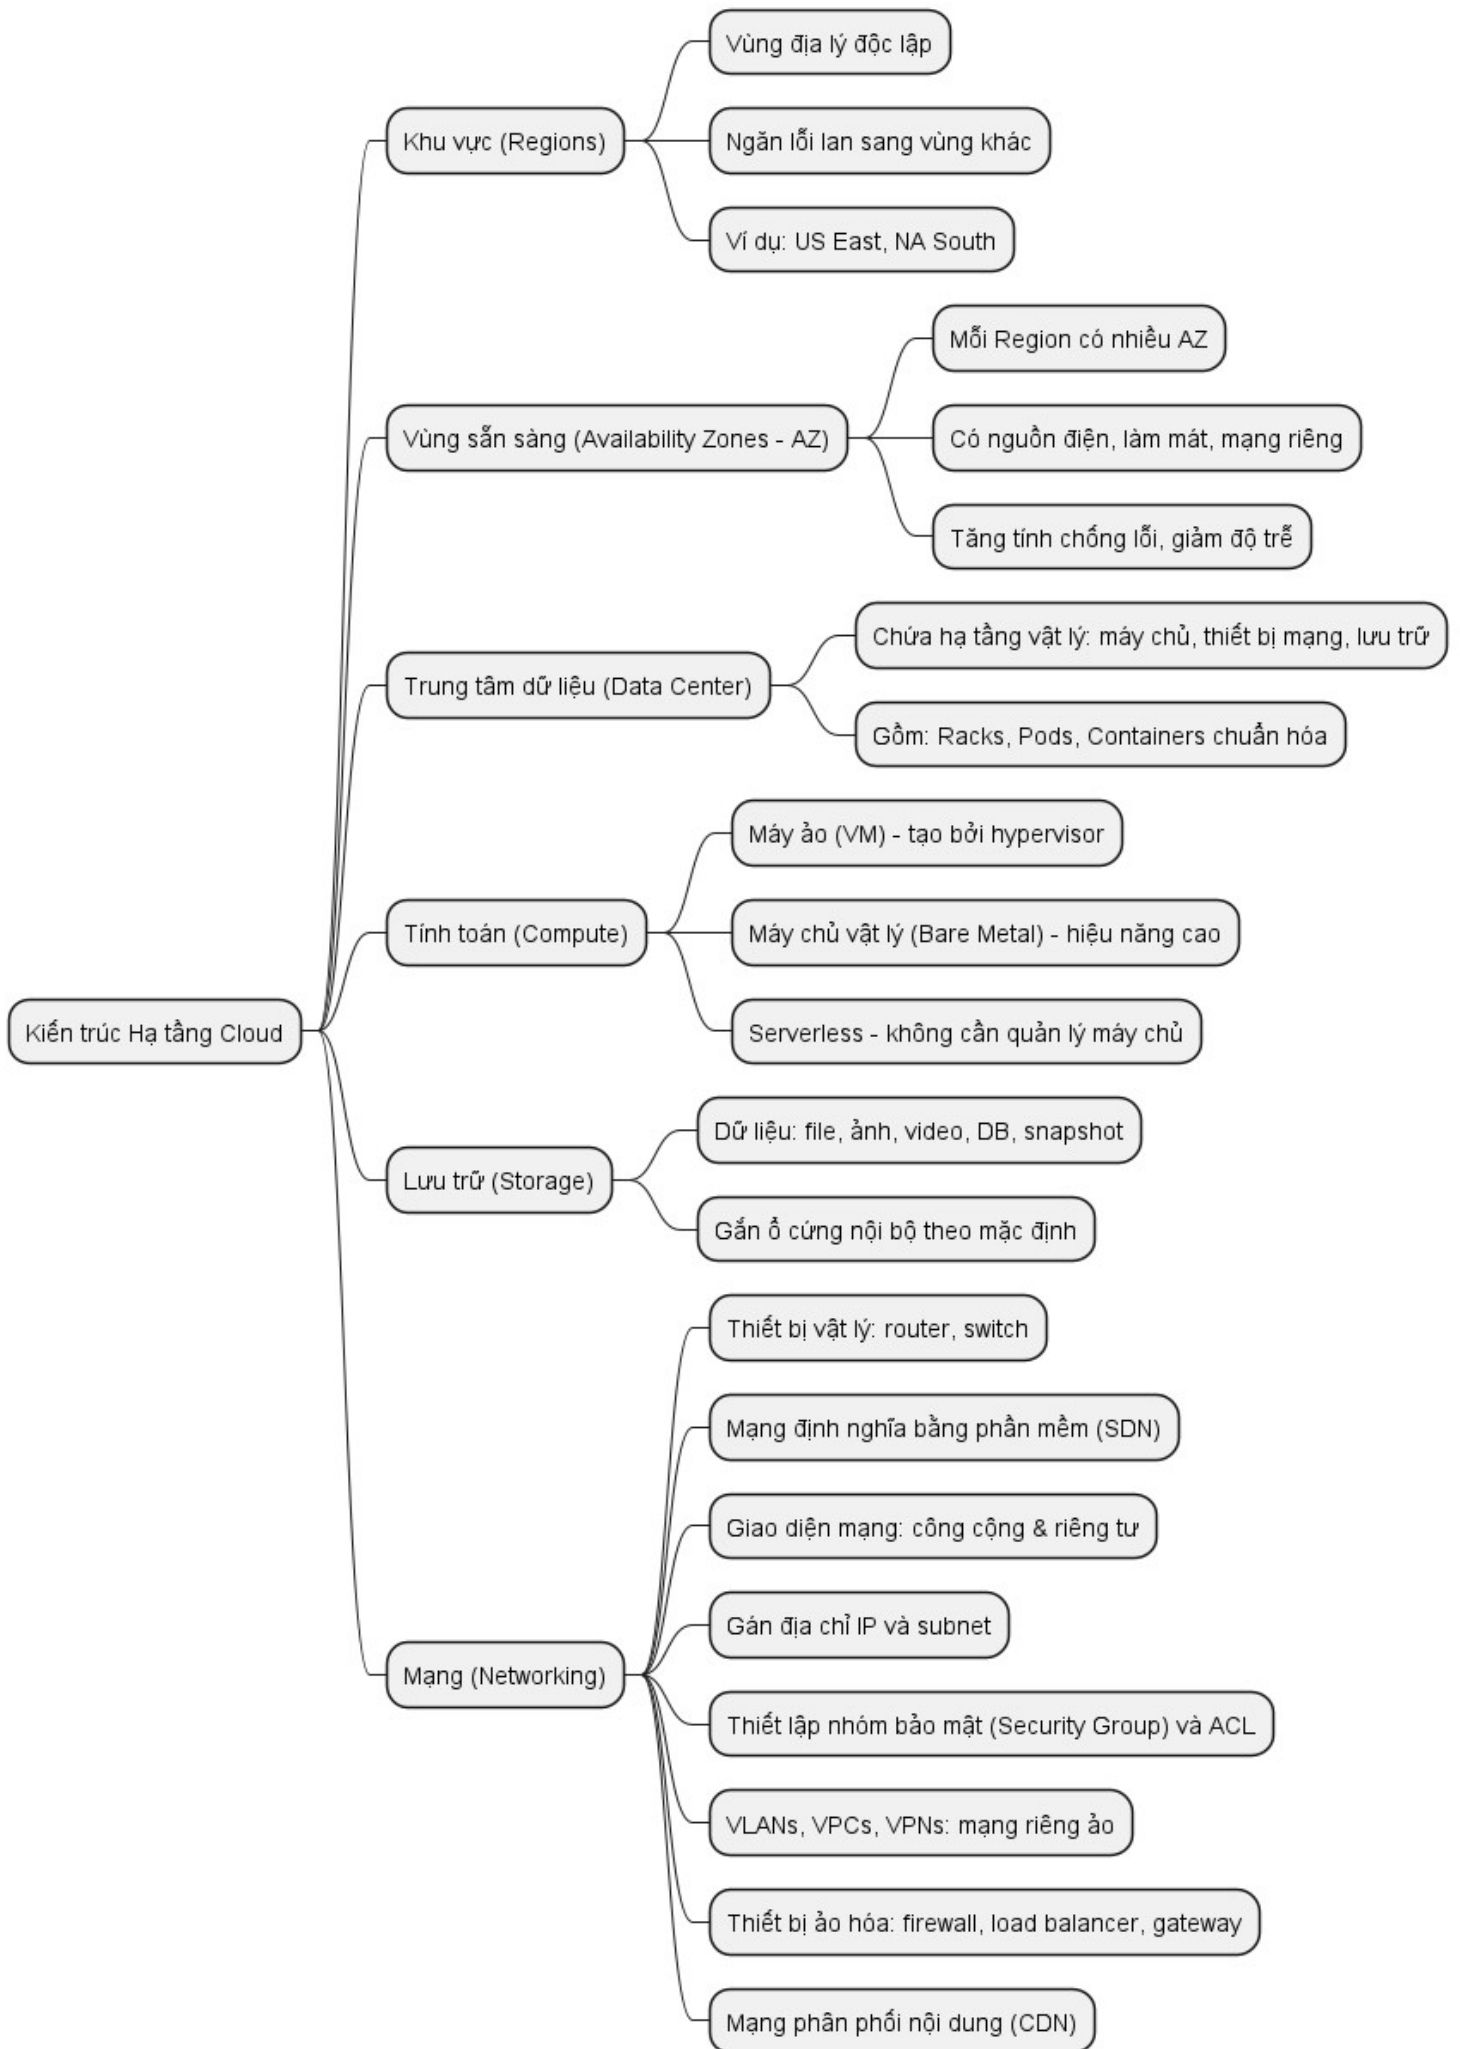 Kiến trúc Hạ tầng Cloud
Khu vực (Regions)
Vùng địa lý độc lập
Ngăn lỗi lan sang vùng khác
Ví dụ: US East, NA South
Vùng sẵn sàng (Availability Zones - AZ)
Mỗi Region có nhiều AZ
Có nguồn điện, làm mát, mạng riêng
Tăng tính chống lỗi, giảm độ trễ
Trung tâm dữ liệu (Data Center)
Chứa hạ tầng vật lý: máy chủ, thiết bị mạng, lưu trữ
Gồm: Racks, Pods, Containers chuẩn hóa
Tính toán (Compute)
Máy ảo (VM) - tạo bởi hypervisor
Máy chủ vật lý (Bare Metal) - hiệu năng cao
Serverless - không cần quản lý máy chủ
Lưu trữ (Storage)
Dữ liệu: file, ảnh, video, DB, snapshot
Gắn ổ cứng nội bộ theo mặc định
Mạng (Networking)
Thiết bị vật lý: router, switch
Mạng định nghĩa bằng phần mềm (SDN)
Giao diện mạng: công cộng & riêng tư
Gán địa chỉ IP và subnet
Thiết lập nhóm bảo mật (Security Group) và ACL
VLANs, VPCs, VPNs: mạng riêng ảo
Thiết bị ảo hóa: firewall, load balancer, gateway
Mạng phân phối nội dung (CDN)